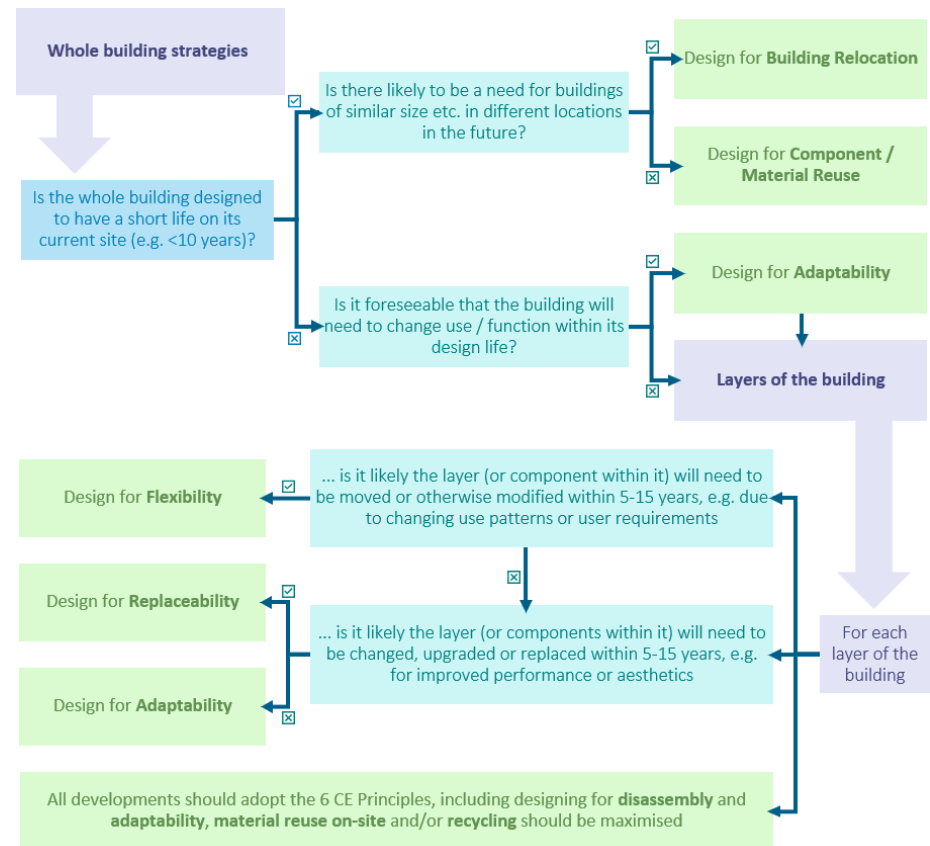 Whole building strategies
Is the whole building designed
to have a short life on its
current site (e.g. <10 years)?
Is there likely to be a need for buildings
of similar size etc. in different locations
in the future?
Design for Building Relocation
Design for Component /
Material Reuse
Is it foreseeable that the building will
need to change use / function within its
design life?
Design for Adaptability
Layers of the building
For each
layer of the
building
... is it likely the layer (or component within it) will need to
be moved or otherwise modified within 5-15 years, e.g. due
to changing use patterns or user requirements
Design for Flexibility
... is it likely the layer (or components within it) will need to
be changed, upgraded or replaced within 5-15 years, e.g.
for improved performance or aesthetics
Design for Replaceability
Design for Adaptability
All developments should adopt the 6 CE Principles, including designing for disassembly and
adaptability, material reuse on-site and/or recycling should be maximised